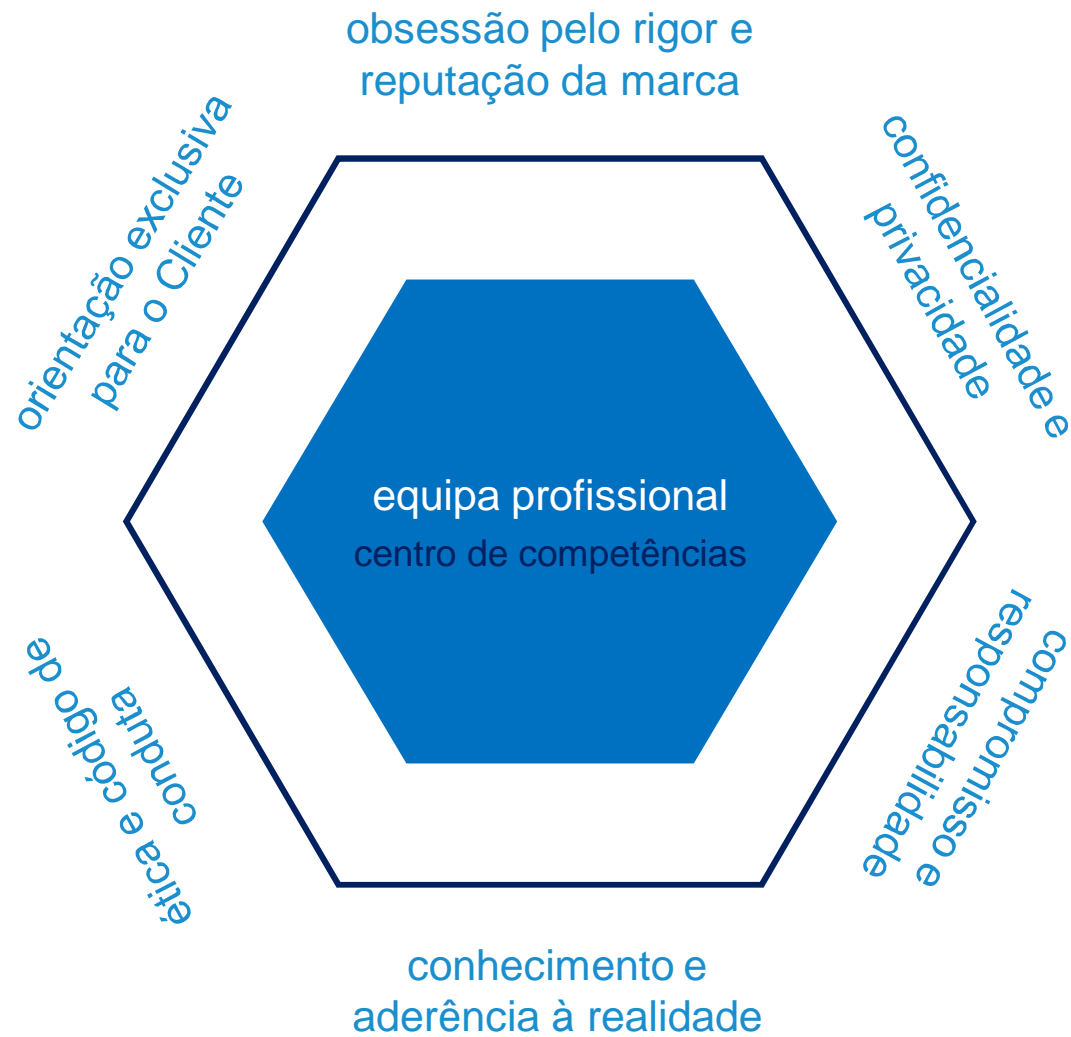 obsessão pelo rigor e
reputação da marca
orientação exclusiva
para o Cliente
confidencialidade e
privacidade
equipa profissional
centro de competências
ética e código de
conduta
compromisso e
responsabilidade
conhecimento e
aderência à realidade